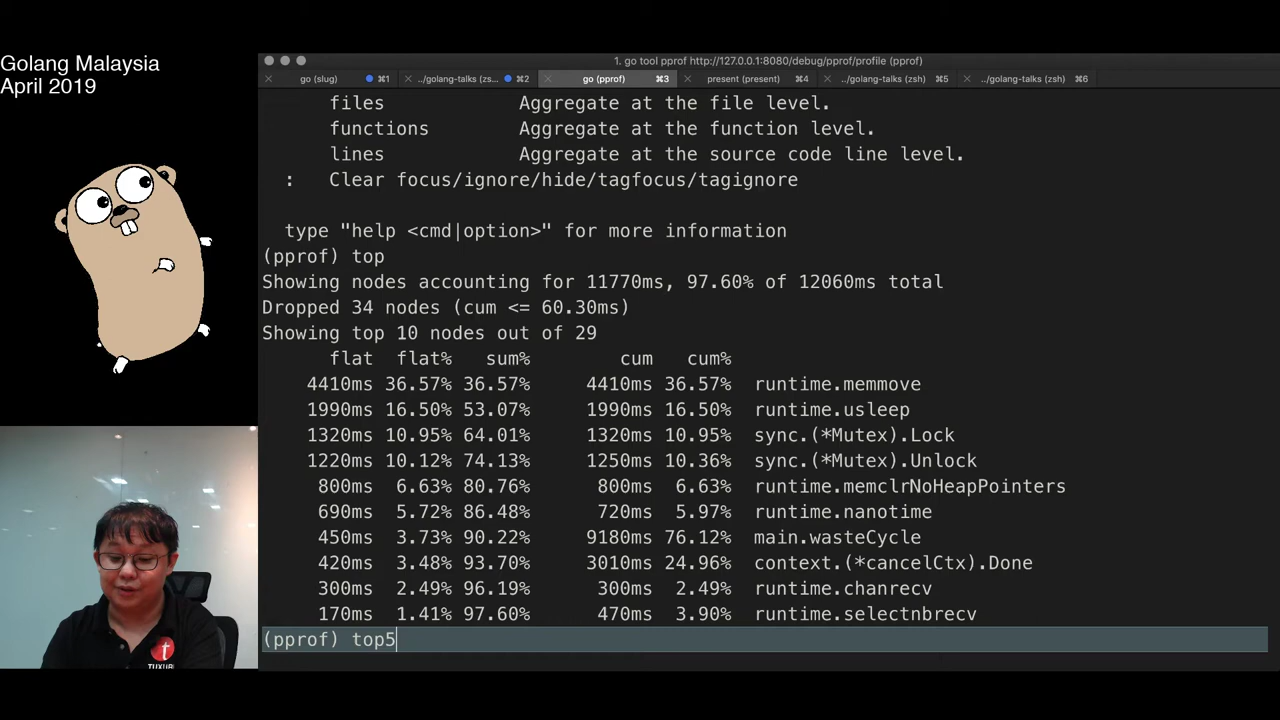 Golang Malaysia
April 2019
1. go tool pprof http://127.0.0.1:8080/debug/pprof/profile (pprof)
go (slug) ⌘1 ../golang-talks (zs... ⌘2 go (pprof) ⌘3 present (present) ⌘4 ../golang-talks (zsh) ⌘5 ../golang-talks (zsh) ⌘6
files Aggregate at the file level.
functions Aggregate at the function level.
lines Aggregate at the source code line level.
: Clear focus/ignore/hide/tagfocus/tagignore
type "help <cmd|option>" for more information
(pprof) top
Showing nodes accounting for 11770ms, 97.60% of 12060ms total
Dropped 34 nodes (cum <= 60.30ms)
Showing top 10 nodes out of 29
flat flat% sum% cum cum%
4410ms 36.57% 36.57% 4410ms 36.57% runtime.memmove
1990ms 16.50% 53.07% 1990ms 16.50% runtime.usleep
1320ms 10.95% 64.01% 1320ms 10.95% sync.(*Mutex).Lock
1220ms 10.12% 74.13% 1250ms 10.36% sync.(*Mutex).Unlock
800ms 6.63% 80.76% 800ms 6.63% runtime.memclrNoHeapPointers
690ms 5.72% 86.48% 720ms 5.97% runtime.nanotime
450ms 3.73% 90.22% 9180ms 76.12% main.wasteCycle
420ms 3.48% 93.70% 3010ms 24.96% context.(*cancelCtx).Done
300ms 2.49% 96.19% 300ms 2.49% runtime.chanrecv
170ms 1.41% 97.60% 470ms 3.90% runtime.selectnbrecv
(pprof) top5